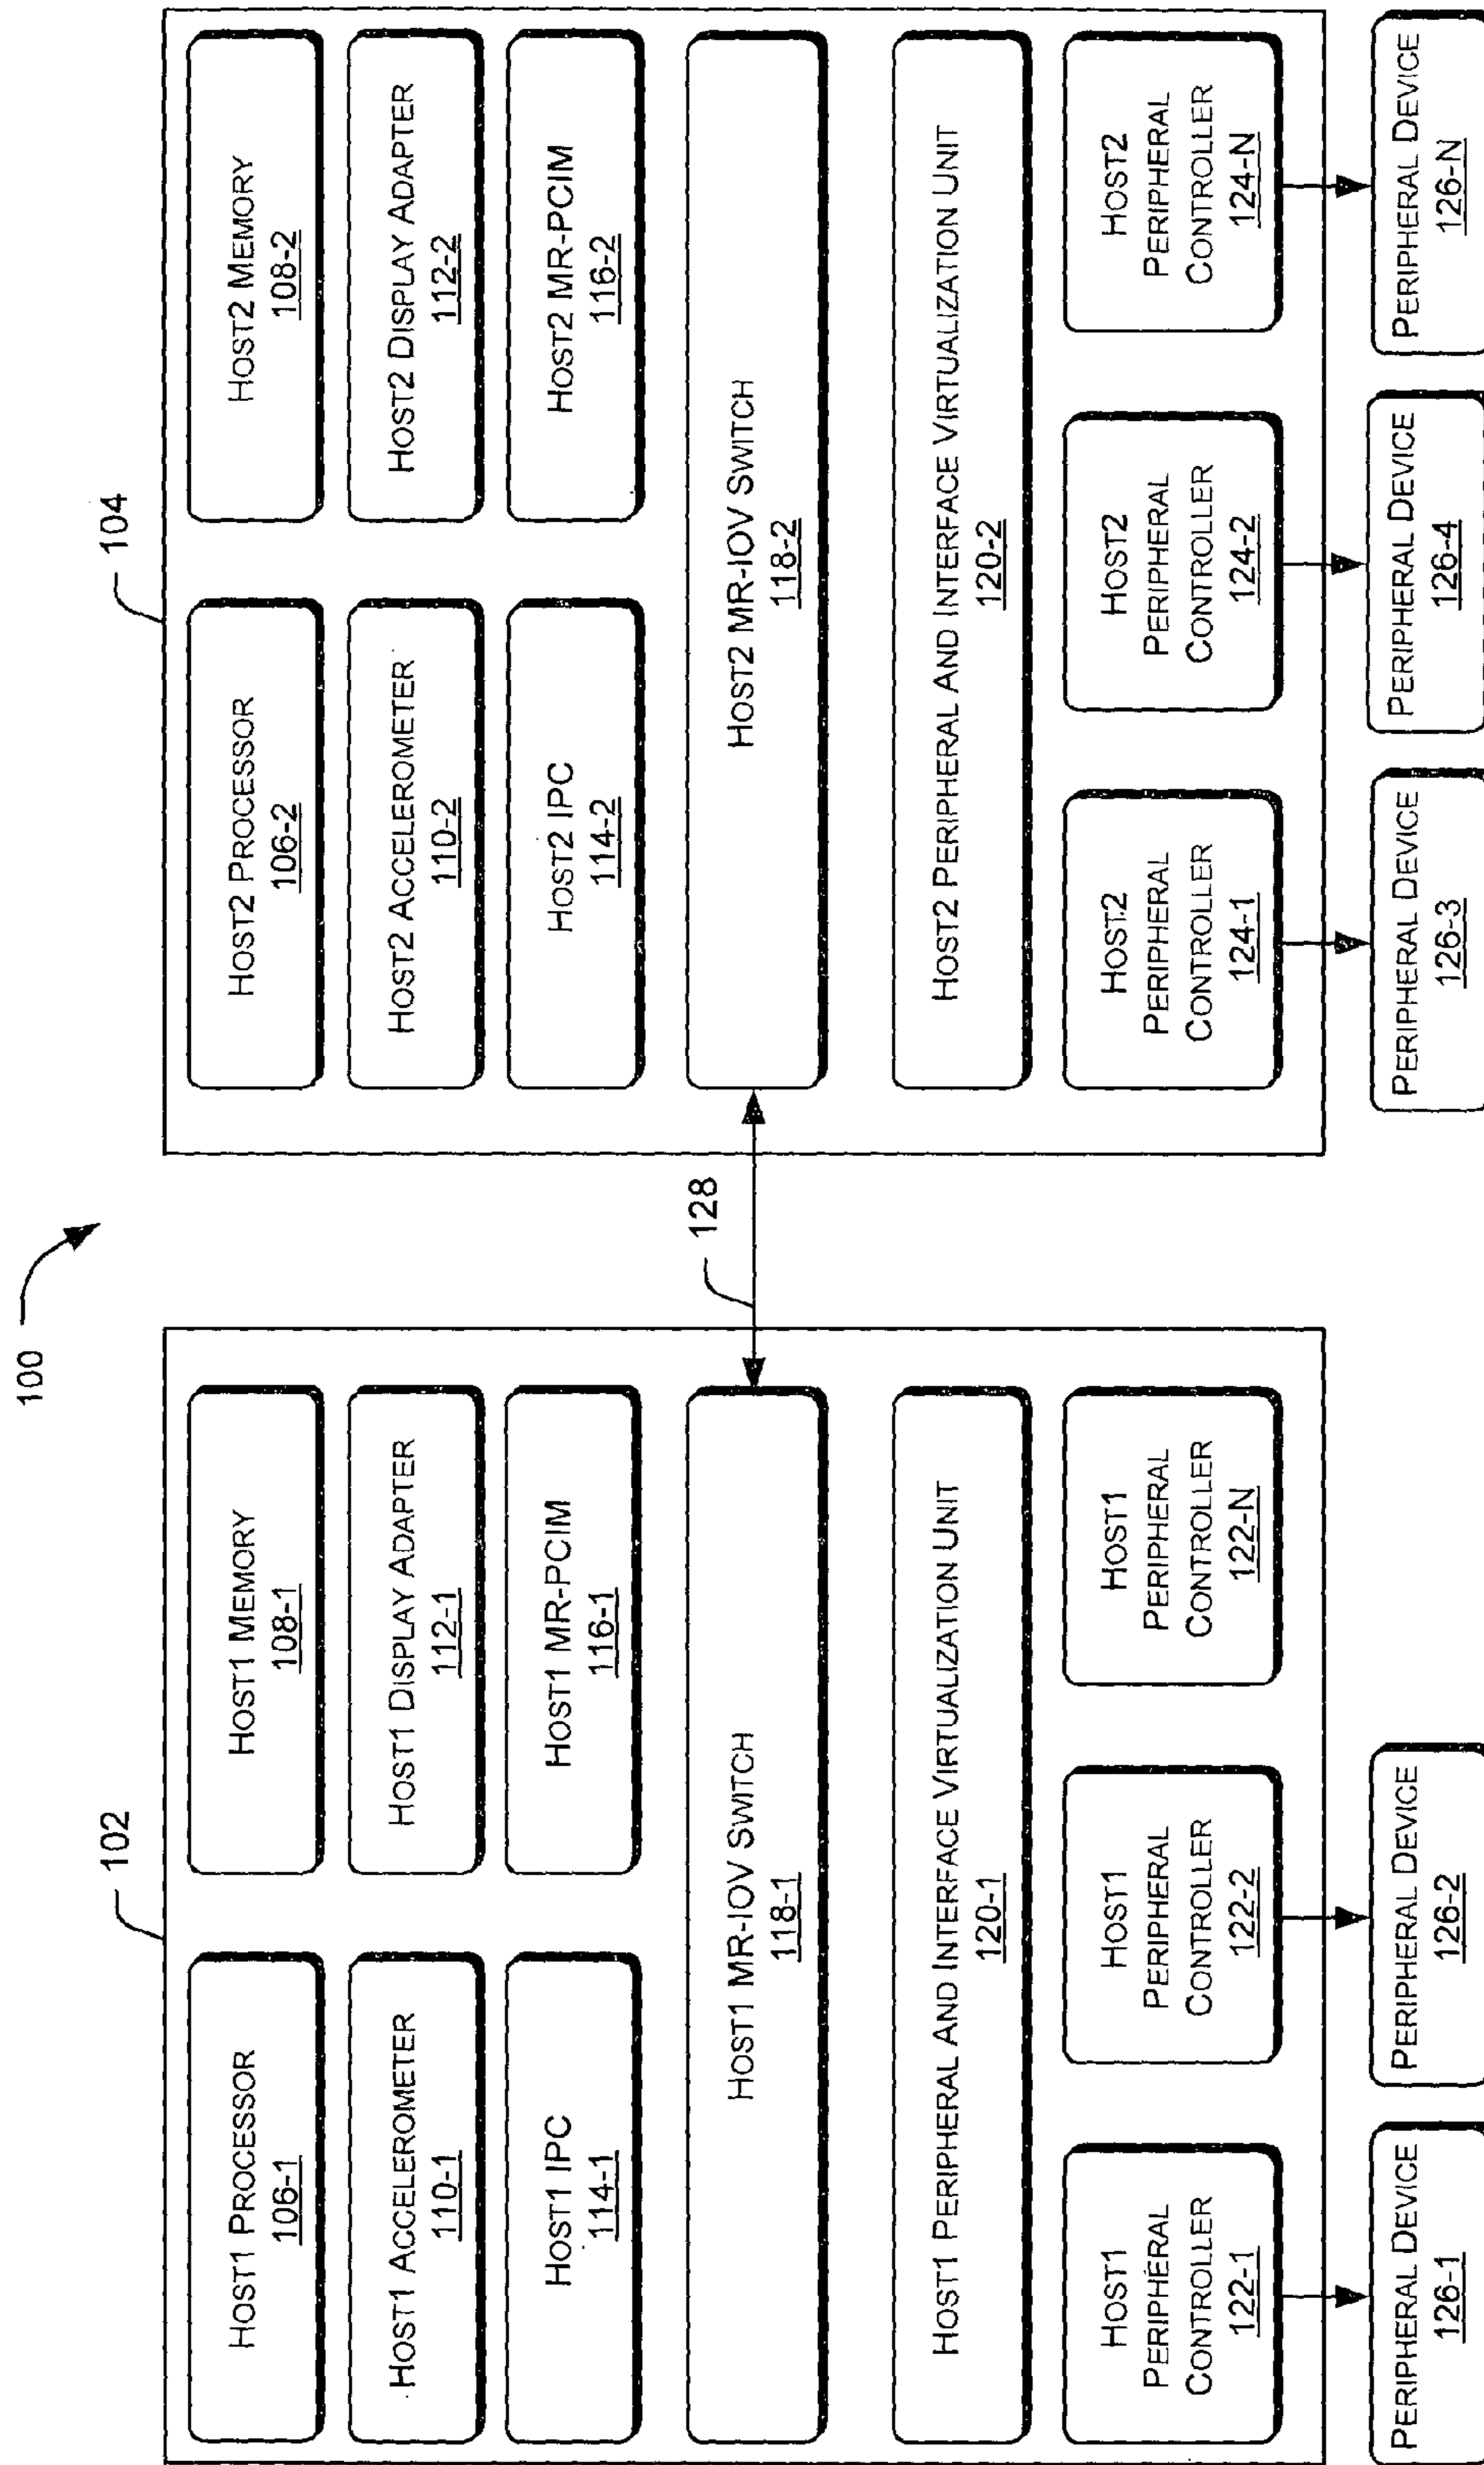 100
102
HOST1 PROCESSOR
106-1
HOST1 MEMORY
108-1
HOST1 ACCELEROMETER
110-1
HOST1 DISPLAY ADAPTER
112-1
HOST1 IPC
114-1
HOST1 MR-PCIM
116-1
HOST1 MR-IOV SWITCH
118-1
HOST1 PERIPHERAL AND INTERFACE VIRTUALIZATION UNIT
120-1
HOST1
PERIPHERAL
CONTROLLER
122-1
HOST1
PERIPHERAL
CONTROLLER
122-2
HOST1
PERIPHERAL
CONTROLLER
122-N
PERIPHERAL DEVICE
126-1
PERIPHERAL DEVICE
126-2
128
104
HOST2 PROCESSOR
106-2
HOST2 MEMORY
108-2
HOST2 ACCELEROMETER
110-2
HOST2 DISPLAY ADAPTER
112-2
HOST2 IPC
114-2
HOST2 MR-PCIM
116-2
HOST2 MR-IOV SWITCH
118-2
HOST2 PERIPHERAL AND INTERFACE VIRTUALIZATION UNIT
120-2
HOST2
PERIPHERAL
CONTROLLER
124-1
HOST2
PERIPHERAL
CONTROLLER
124-2
HOST2
PERIPHERAL
CONTROLLER
124-N
PERIPHERAL DEVICE
126-3
PERIPHERAL DEVICE
126-4
PERIPHERAL DEVICE
126-N